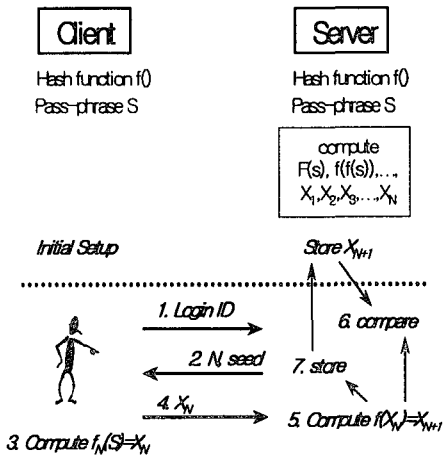 Client
Server
Hash function f()
Hash function f()
Pass-phrase S
Pass-phrase S
compute
F(s), f(f(s)),...,
X1,X2,X3,...,XN
Initial Setup
Store XN+1
1. Login ID
6. compare
2. N, seed
7. store
4. XN
5. Compute f(XN)=XN+1
3. Compute fN(S)=XN